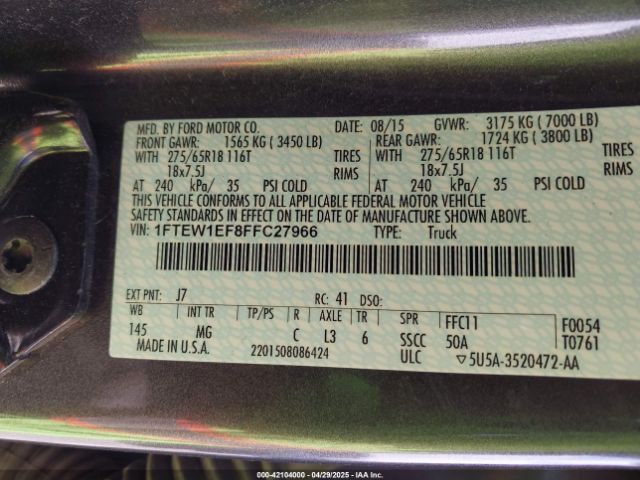 MFD. BY FORD MOTOR CO. DATE: 08/15 GVWR: 3175 KG ( 7000 LB)
FRONT GAWR: 1565 KG ( 3450 LB) REAR GAWR: 1724 KG ( 3800 LB)
WITH 275/65R18 116T TIRES WITH 275/65R18 116T TIRES
18x7.5J RIMS 18x7.5J RIMS
AT 240 kPa/ 35 PSI COLD AT 240 kPa/ 35 PSI COLD
THIS VEHICLE CONFORMS TO ALL APPLICABLE FEDERAL MOTOR VEHICLE
SAFETY STANDARDS IN EFFECT ON THE DATE OF MANUFACTURE SHOWN ABOVE.
VIN: 1FTEW1EF8FFC27966 TYPE: Truck
EXT PNT: J7 RC: 41 DSO:
WB INT TR TP/PS R AXLE TR SPR FFC11 F0054
145 MG C L3 6 SSCC 50A T0761
MADE IN U.S.A. 2201508086424 ULC ▽5U5A-3520472-AA
000-42104000 - 04/29/2025 - IAA Inc.